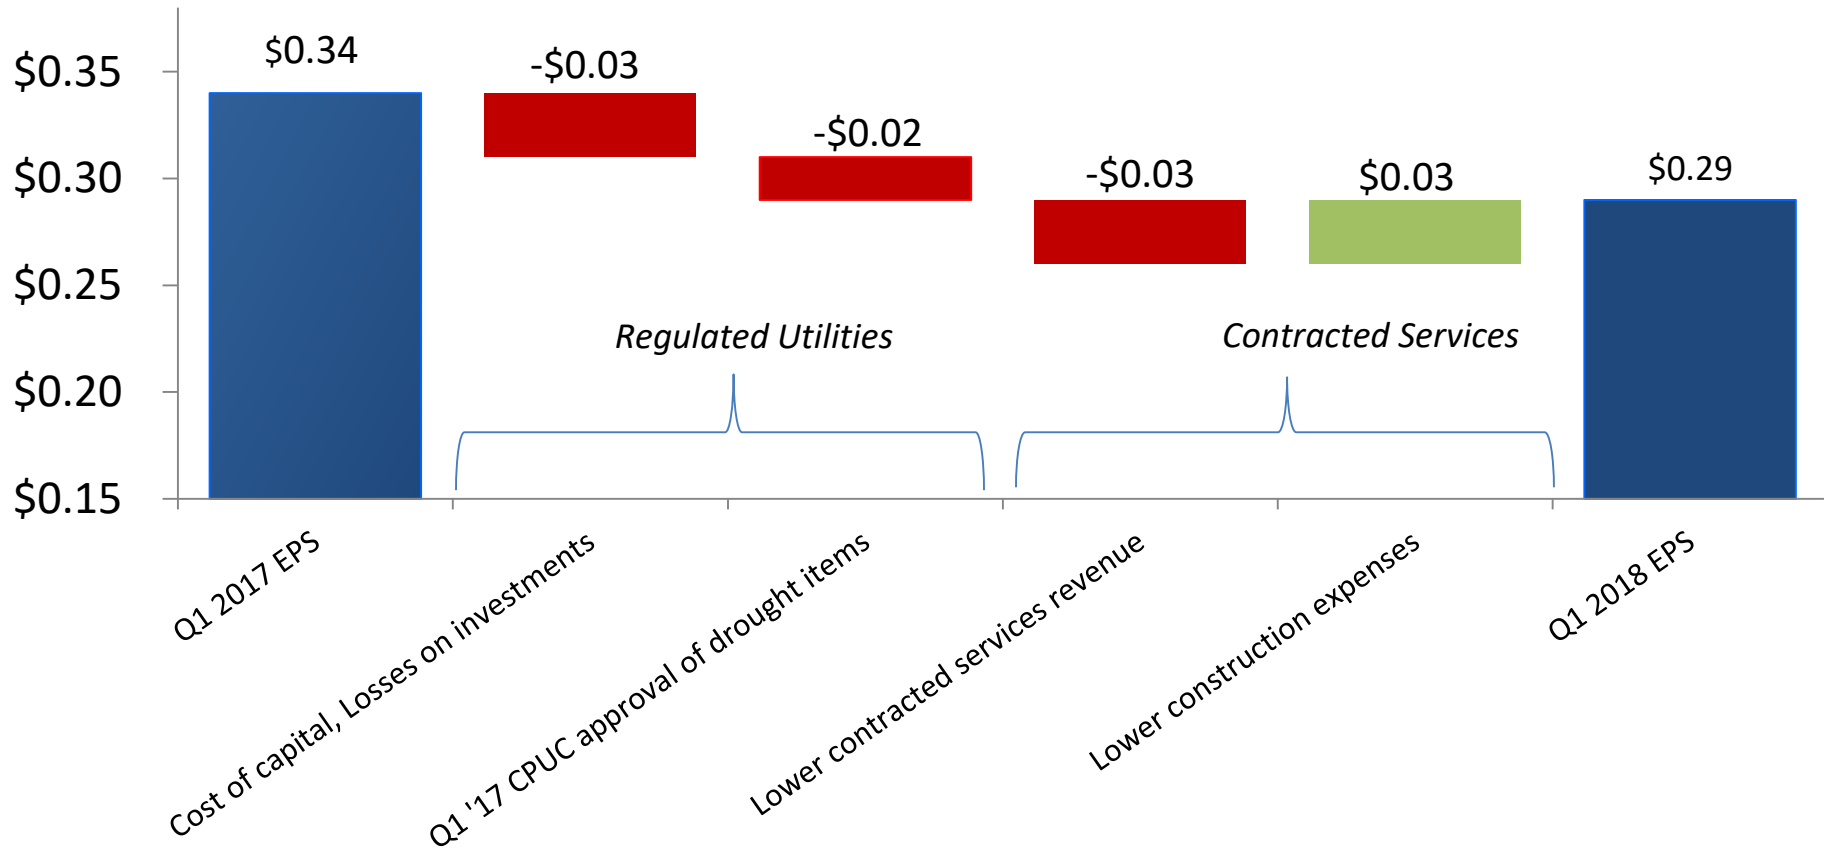 $0.35
$0.30
$0.25
$0.20
$0.15
$0.34
-$0.03
-$0.02
-$0.03
$0.03
$0.29
Regulated Utilities
Contracted Services
Q1 2017 EPS
Cost of capital, Losses on investments
Q1 '17 CPUC approval of drought items
Lower contracted services revenue
Lower construction expenses
Q1 2018 EPS